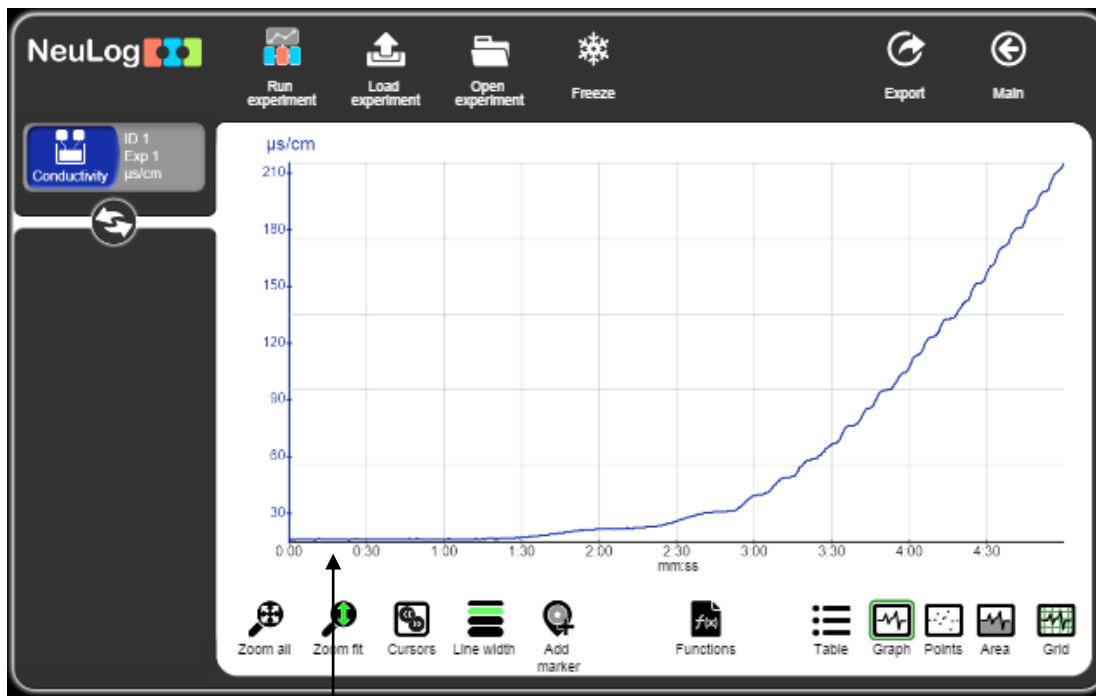 NeuLog
Run
experiment
Load
experiment
Open
experiment
Freeze
Export
Main
Conductivity
ID 1
Exp 1
µs/cm
µs/cm
210
180
150
120
90
60
30
0:00 0:30 1:00 1:30 2:00 2:30 3:00 3:30 4:00 4:30
mm:ss
Zoom all
Zoom fit
Cursors
Line width
Add
marker
f(x)
Functions
Table
Graph
Points
Area
Grid